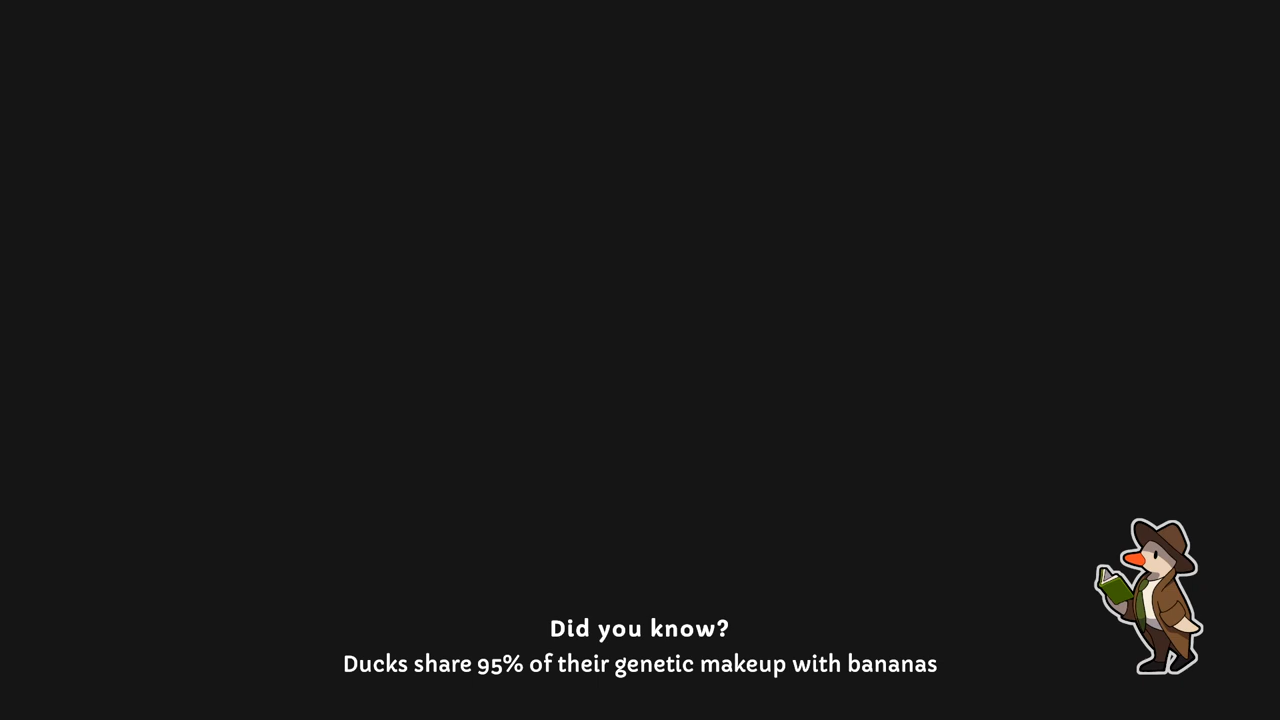 Did you know?
Ducks share 95% of their genetic makeup with bananas